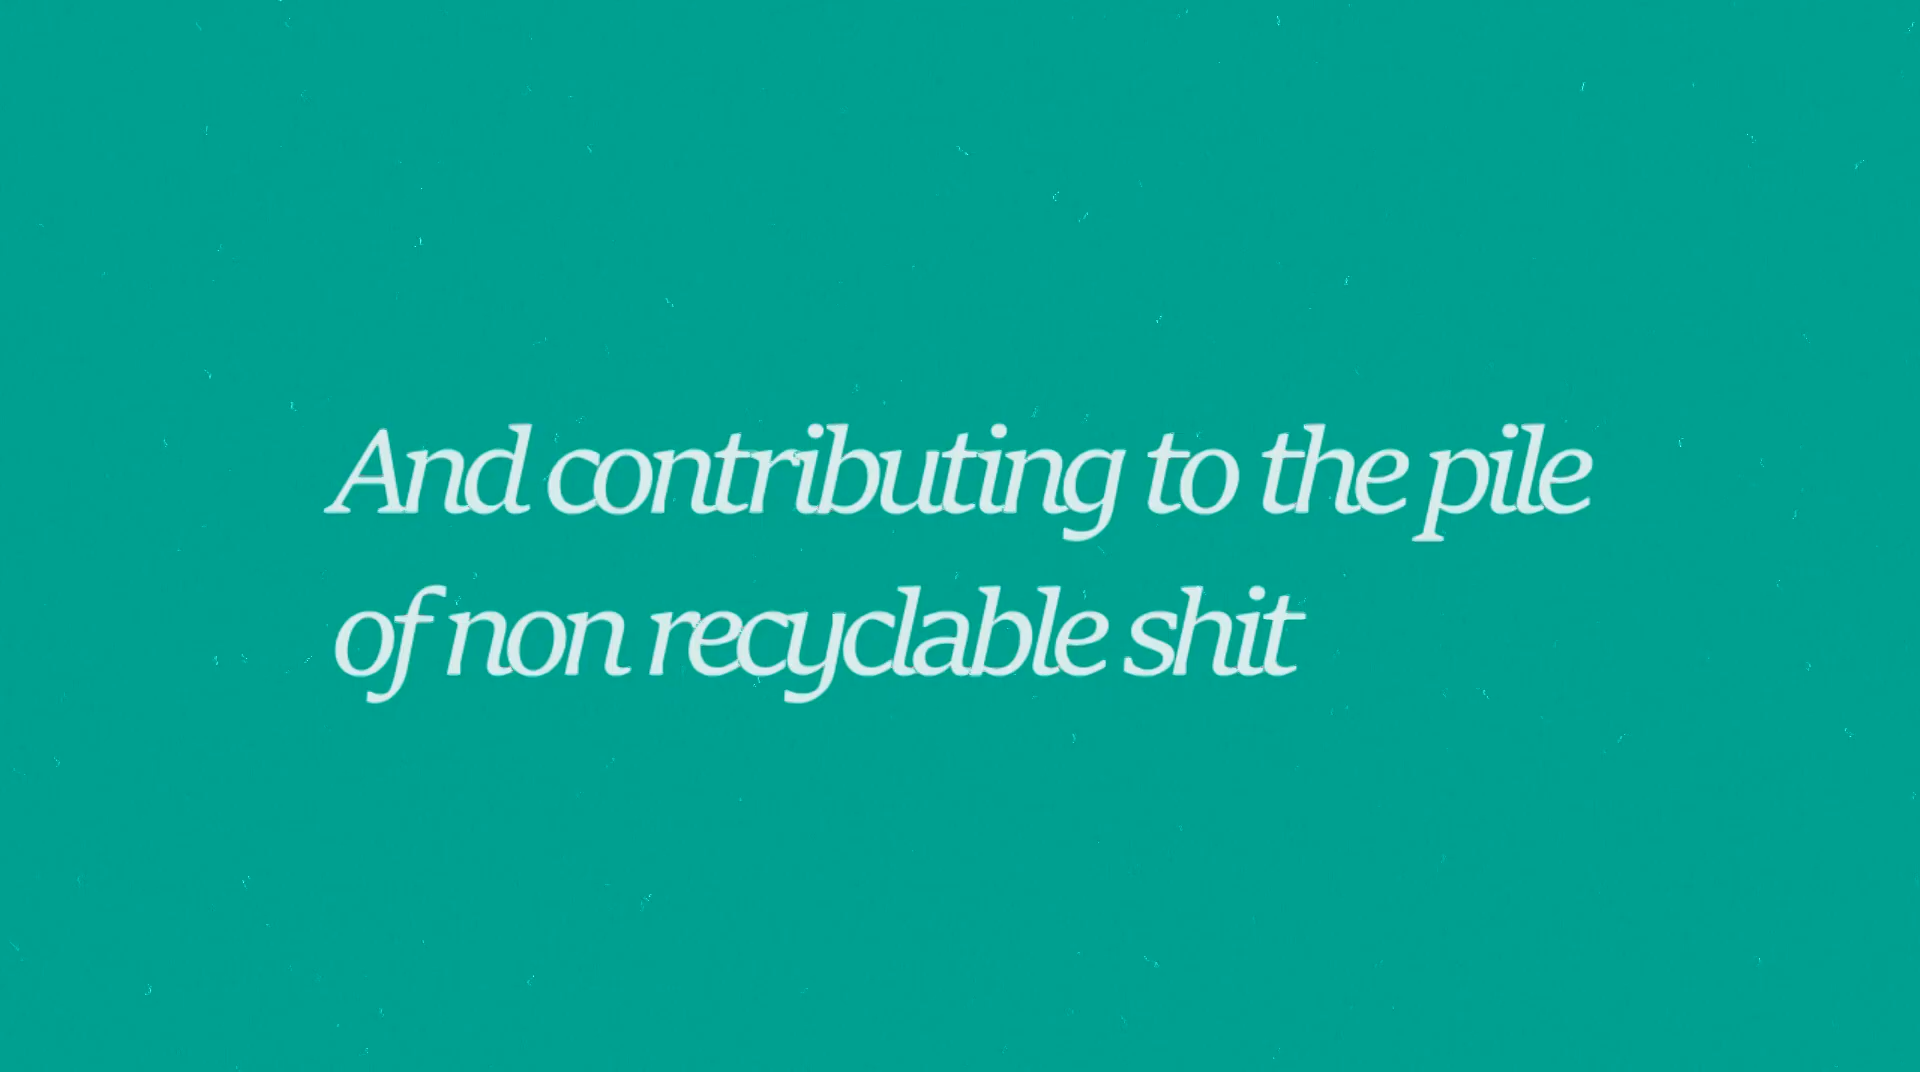 And contributing to the pile
of non recyclable shit